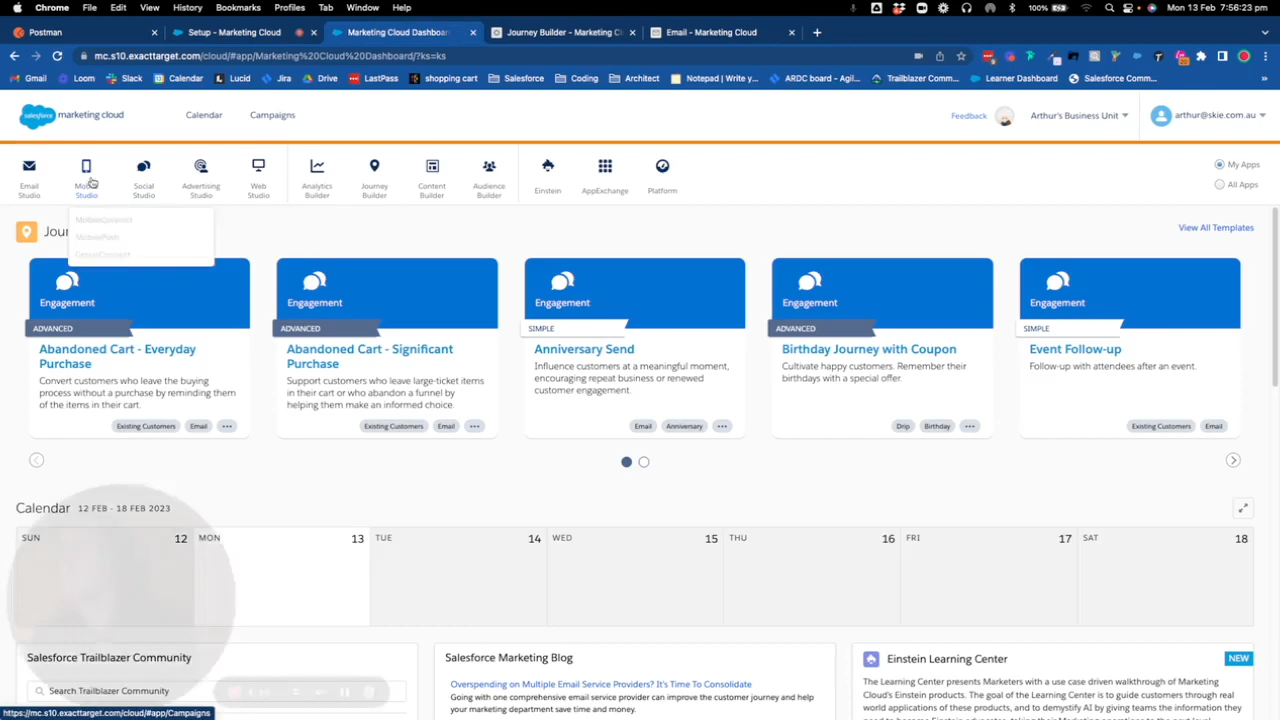 Chrome File Edit View History Bookmarks Profiles Tab Window Help 100% Mon 13 Feb 7:56:23 pm
Postman Setup - Marketing Cloud Marketing Cloud Dashboa Journey Builder - Marketing C Email - Marketing Cloud
mc.s10.exacttarget.com/cloud/#app/Marketing%20Cloud%20Dashboard/?ks=ks
Gmail Loom Slack Calendar Lucid Jira Drive LastPass shopping cart Salesforce Coding Architect Notepad | Write y... ARDC board - Agil... Trailblazer Comm... Learner Dashboard Salesforce Comm...
salesforce marketing cloud Calendar Campaigns Feedback Arthur's Business Unit arthur@skie.com.au
Email Studio
Studio
Social Studio
Advertising Studio
Web Studio
Analytics Builder
Journey Builder
Content Builder
Audience Builder
Einstein
AppExchange
Platform
My Apps
All Apps
MobileConnect
MobilePush
GroupConnect
Jour
View All Templates
Engagement
ADVANCED
Abandoned Cart - Everyday
Purchase
Convert customers who leave the buying
process without a purchase by reminding them
of the items in their cart.
Existing Customers Email •••
Engagement
ADVANCED
Abandoned Cart - Significant
Purchase
Support customers who leave large-ticket items
in their cart or who abandon a funnel by
helping them make an informed choice.
Existing Customers Email •••
Engagement
SIMPLE
Anniversary Send
Influence customers at a meaningful moment,
encouraging repeat business or renewed
customer engagement.
Email Anniversary •••
Engagement
ADVANCED
Birthday Journey with Coupon
Cultivate happy customers. Remember their
birthdays with a special offer.
Drip Birthday •••
Engagement
SIMPLE
Event Follow-up
Follow-up with attendees after an event.
Existing Customers Email
Calendar 12 FEB - 18 FEB 2023
SUN 12 MON 13 TUE 14 WED 15 THU 16 FRI 17 SAT 18
Salesforce Trailblazer Community
Search Trailblazer Community
Salesforce Marketing Blog
Overspending on Multiple Email Service Providers? It's Time To Consolidate
Going with one comprehensive email service provider can improve the customer journey and help
your marketing department save time and money.
Einstein Learning Center NEW
The Learning Center presents Marketers with a use case driven walkthrough of Marketing
Cloud's Einstein products. The goal of the Learning Center is to guide customers through real
world applications of these products, and to demystify AI by giving teams the information
https://mc.s10.exacttarget.com/cloud/#app/Campaigns